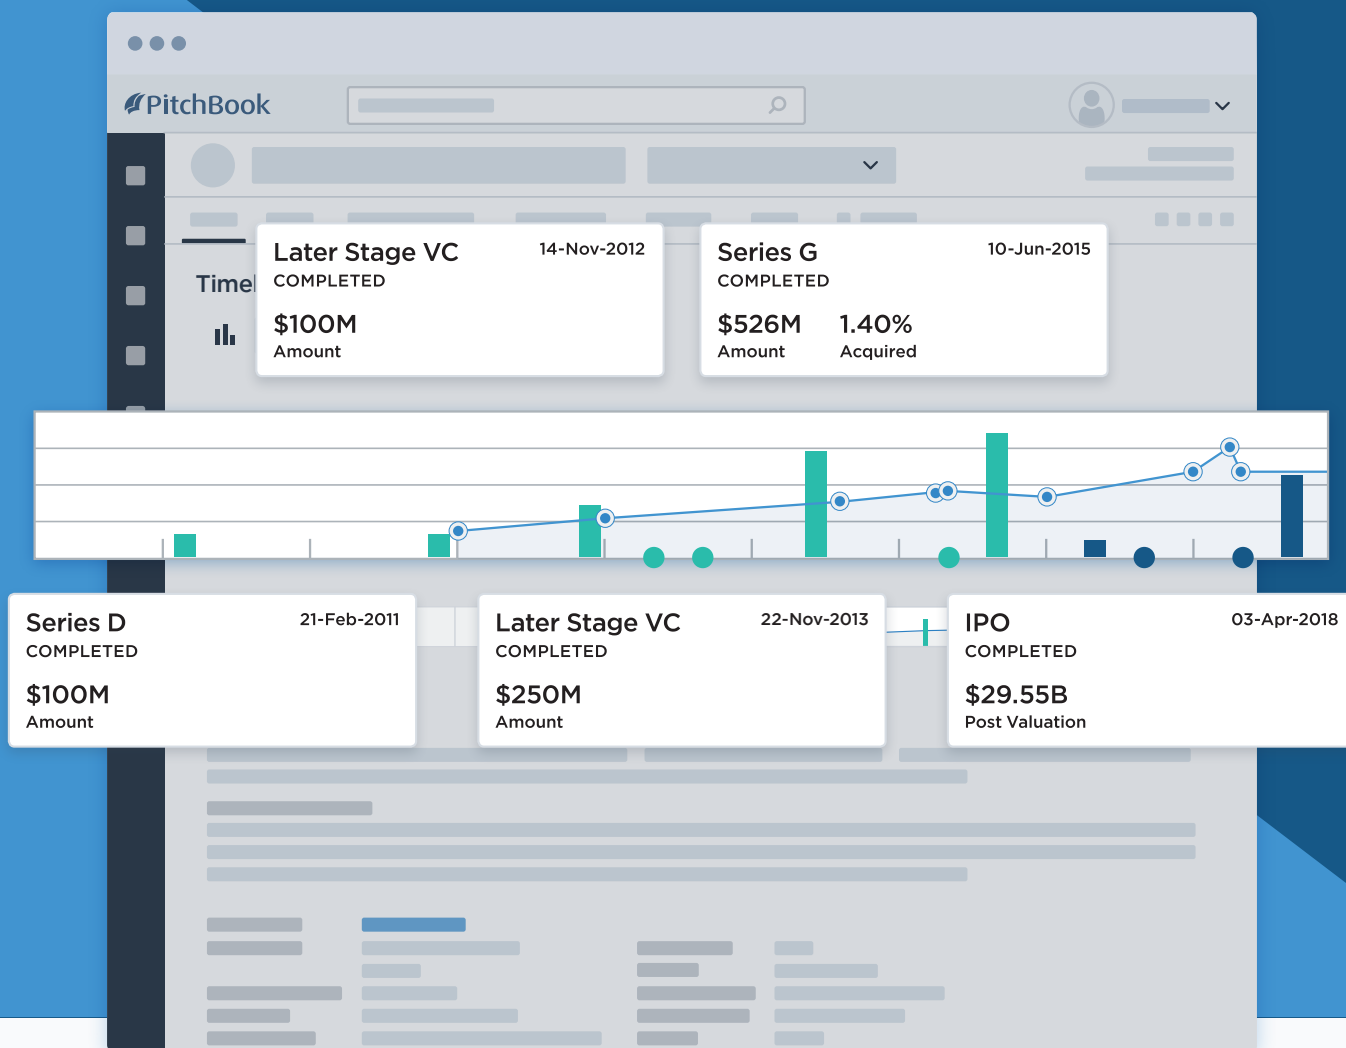 PitchBook
Later Stage VC 14-Nov-2012
COMPLETED
$100M
Amount
Series G 10-Jun-2015
COMPLETED
$526M 1.40%
Amount Acquired
Series D 21-Feb-2011
COMPLETED
$100M
Amount
Later Stage VC 22-Nov-2013
COMPLETED
$250M
Amount
IPO 03-Apr-2018
COMPLETED
$29.55B
Post Valuation